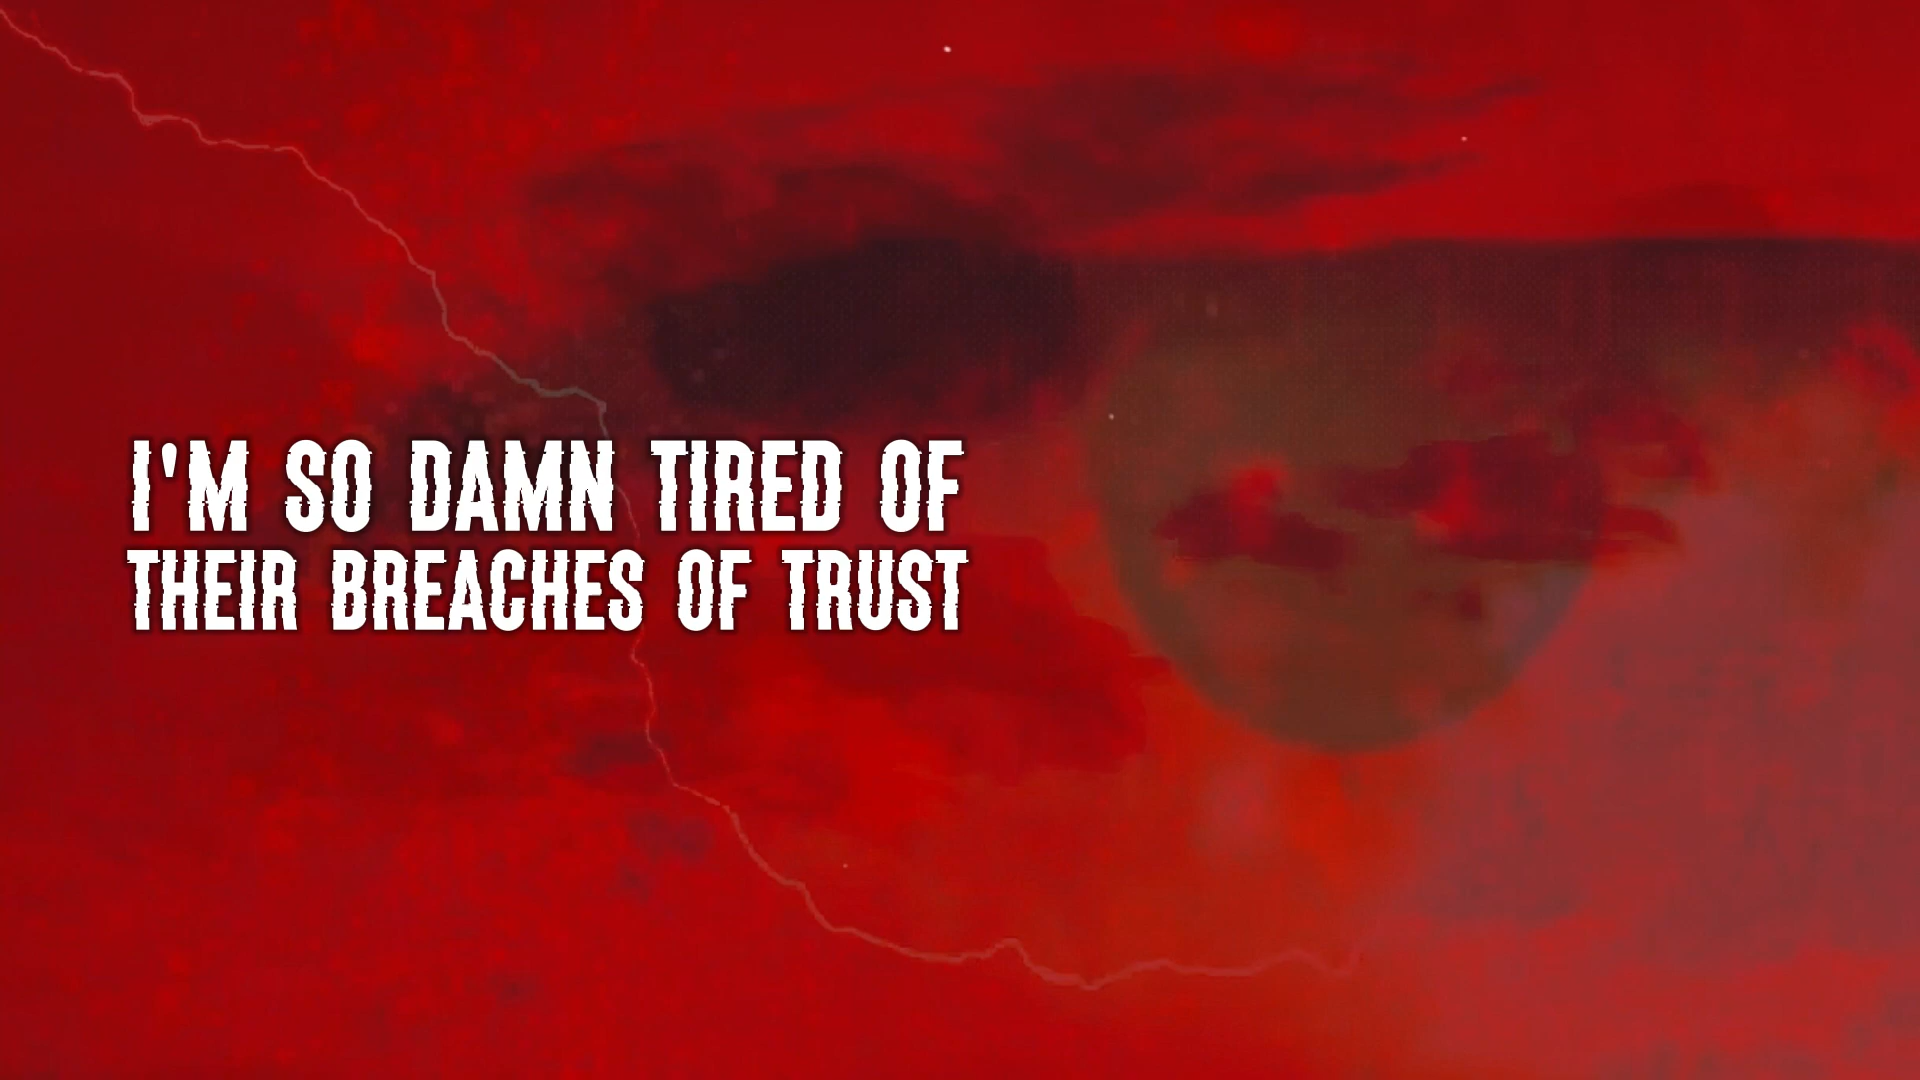 I'M SO DAMN TIRED OF
THEIR BREACHES OF TRUST